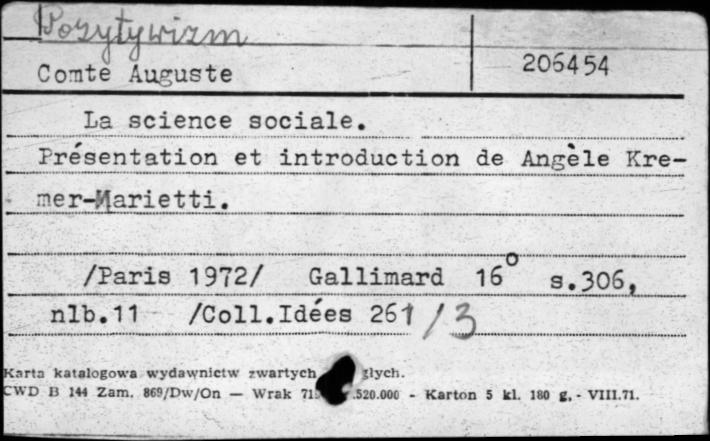 Pozytywizm
Comte Auguste 206454
La science sociale.
Présentation et introduction de Angèle Kre-
mer-Marietti.
/Paris 1972/ Gallimard 16° s.306,
nlb.11 /Coll.Idées 261/3
Karta katalogowa wydawnictw zwartych
CWD B 144 Zam. 869/Dw/On — Wrak .520.000 - Karton 5 kl. 180 g. - VIII.71.